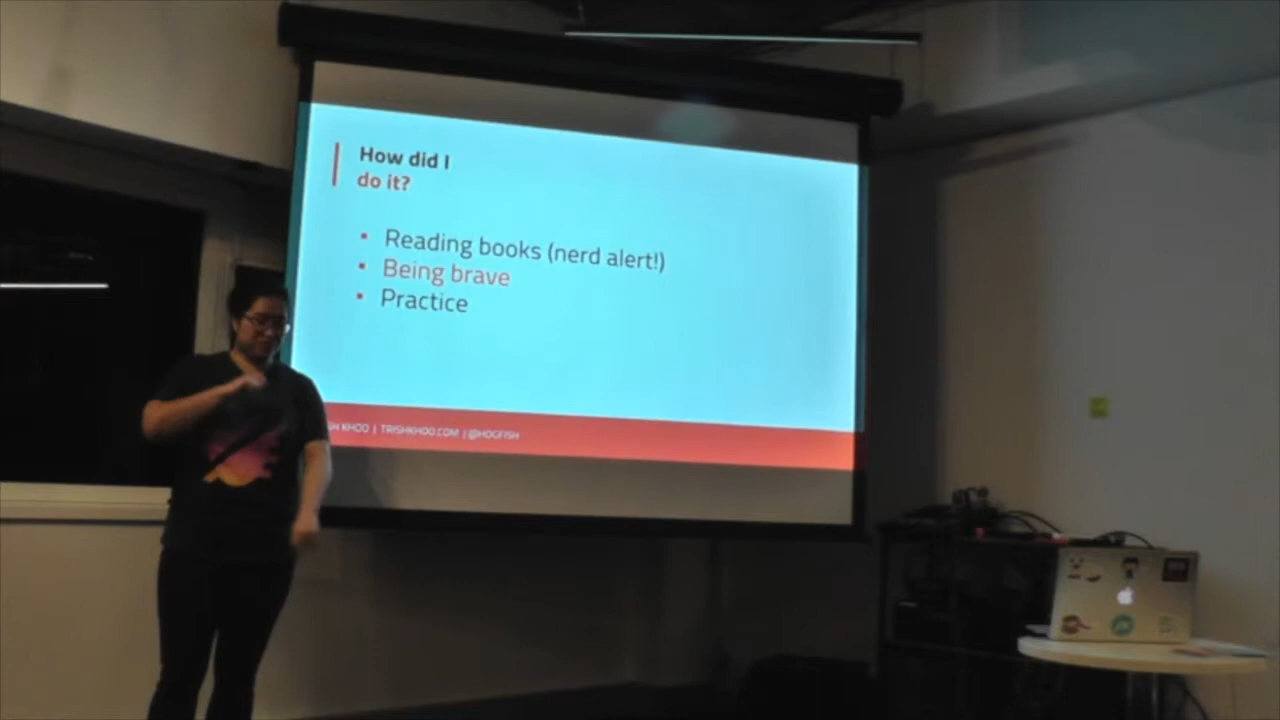 How did I
do it?
Reading books (nerd alert!)
Being brave
Practice
KHOO | TRISHKHOO.COM | @HOGFISH